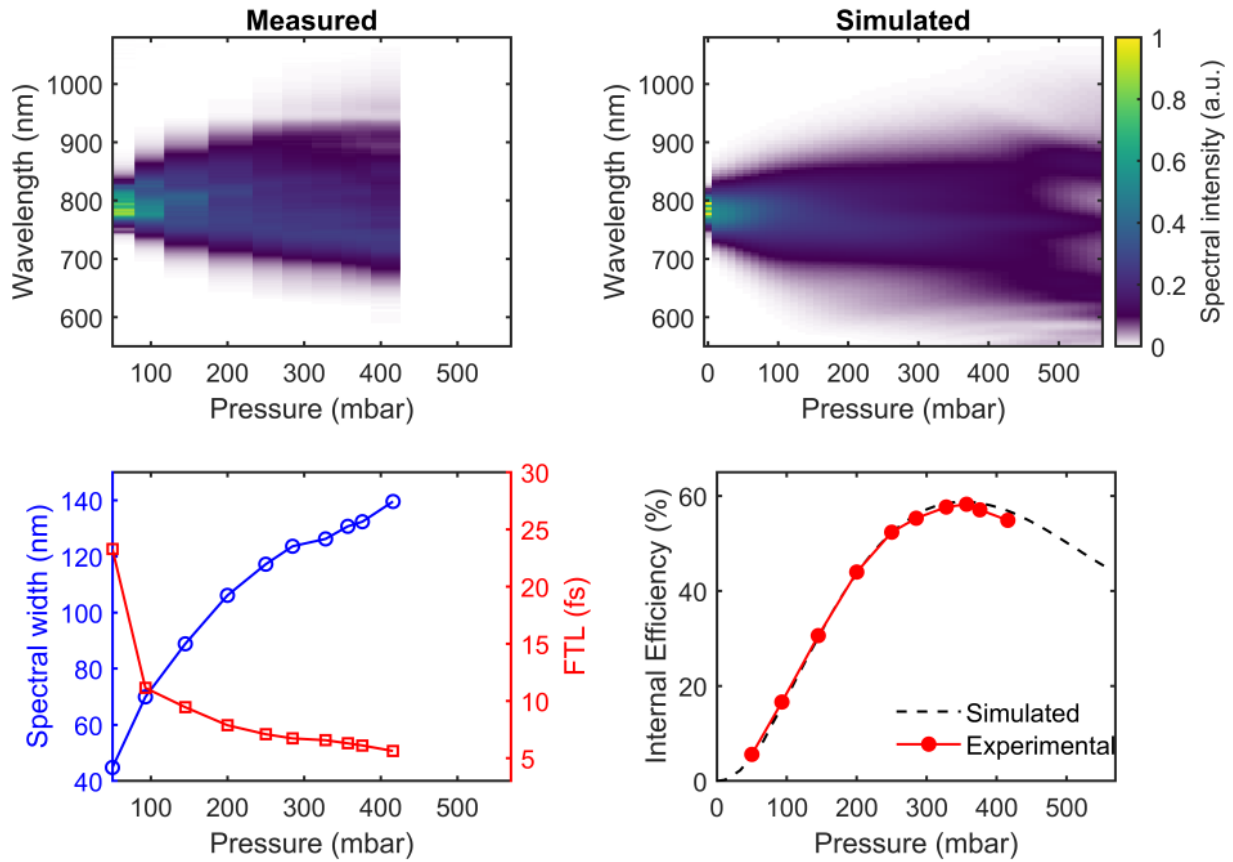 Measured
Simulated
1000
900
800
700
600
Wavelength (nm)
100 200 300 400 500
Pressure (mbar)
1000
900
800
700
600
Wavelength (nm)
0 100 200 300 400 500
Pressure (mbar)
1
0.8
0.6
0.4
0.2
0
Spectral intensity (a.u.)
140
120
100
80
60
40
Spectral width (nm)
30
25
20
15
10
5
FTL (fs)
100 200 300 400 500
Pressure (mbar)
60
40
20
0
Internal Efficiency (%)
Simulated
Experimental
0 100 200 300 400 500
Pressure (mbar)